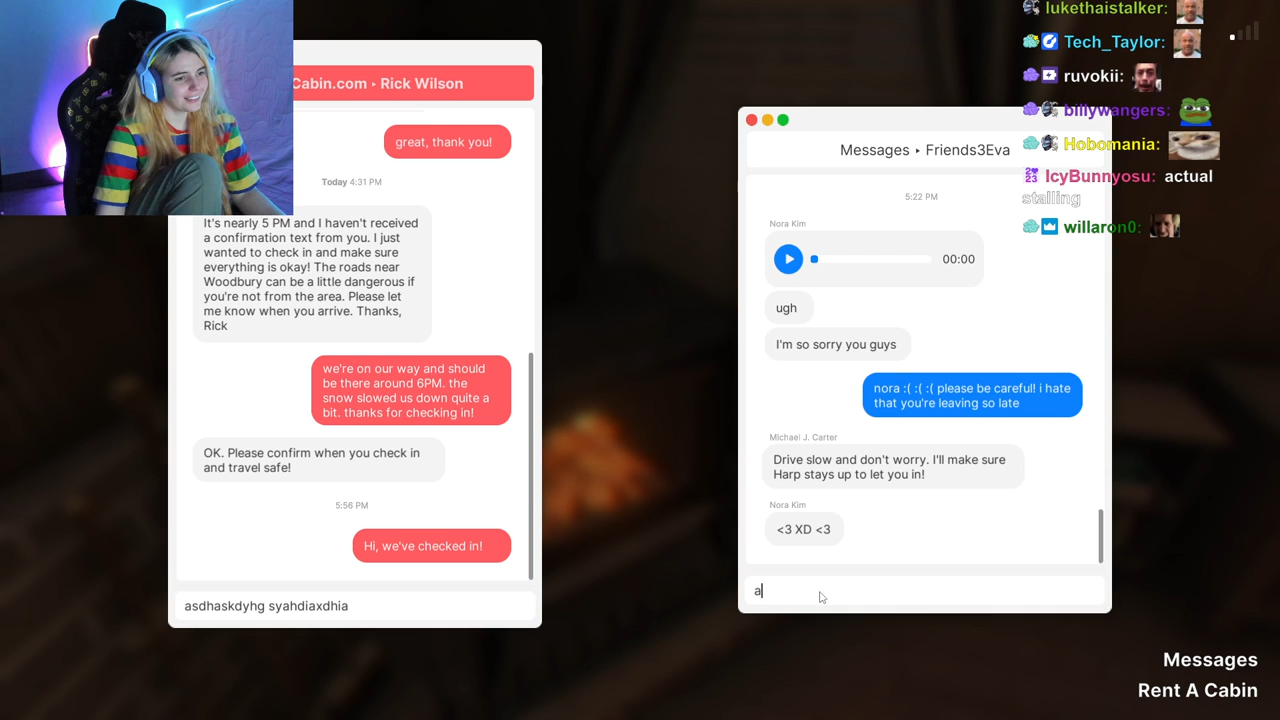 Cabin.com ▸ Rick Wilson
great, thank you!
Today 4:31 PM
It's nearly 5 PM and I haven't received
a confirmation text from you. I just
wanted to check in and make sure
everything is okay! The roads near
Woodbury can be a little dangerous if
you're not from the area. Please let
me know when you arrive. Thanks,
Rick
we're on our way and should
be there around 6PM. the
snow slowed us down quite a
bit. thanks for checking in!
OK. Please confirm when you check in
and travel safe!
5:56 PM
Hi, we've checked in!
asdhaskdyhg syahdiaxdhia
Messages ▸ Friends3Eva
5:22 PM
Nora Kim
00:00
ugh
I'm so sorry you guys
nora :( :( :( please be careful! i hate
that you're leaving so late
Michael J. Carter
Drive slow and don't worry. I'll make sure
Harp stays up to let you in!
Nora Kim
<3 XD <3
a
lukethaistalker:
Tech_Taylor:
ruvokii:
billywangers:
Hobomania:
IcyBunnyosu: actual
stalling
willaron0:
Messages
Rent A Cabin